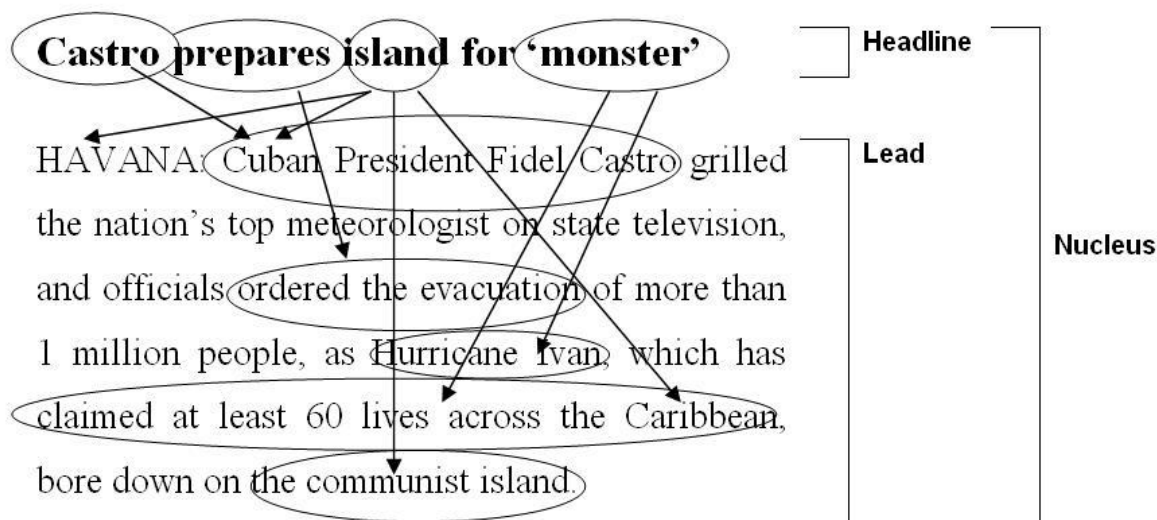 Castro prepares island for ‘monster’
Headline
HAVANA: Cuban President Fidel Castro grilled
Lead
the nation’s top meteorologist on state television,
Nucleus
and officials ordered the evacuation of more than
1 million people, as Hurricane Ivan, which has
claimed at least 60 lives across the Caribbean,
bore down on the communist island.